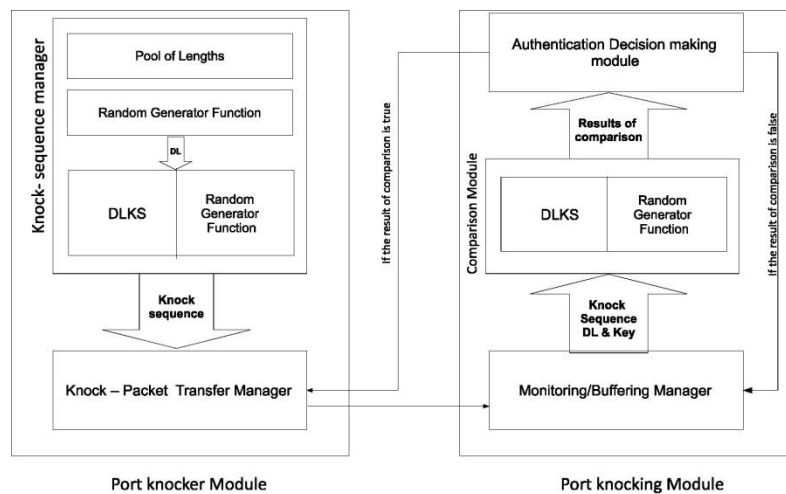 Knock- sequence manager
Pool of Lengths
Random Generator Function
DL
DLKS
Random
Generator
Function
Knock
sequence
Knock – Packet Transfer Manager
Port knocker Module
If the result of comparison is true
Authentication Decision making
module
Results of
comparison
If the result of comparison is false
Comparison Module
DLKS
Random
Generator
Function
Knock
Sequence
DL & Key
Monitoring/Buffering Manager
Port knocking Module